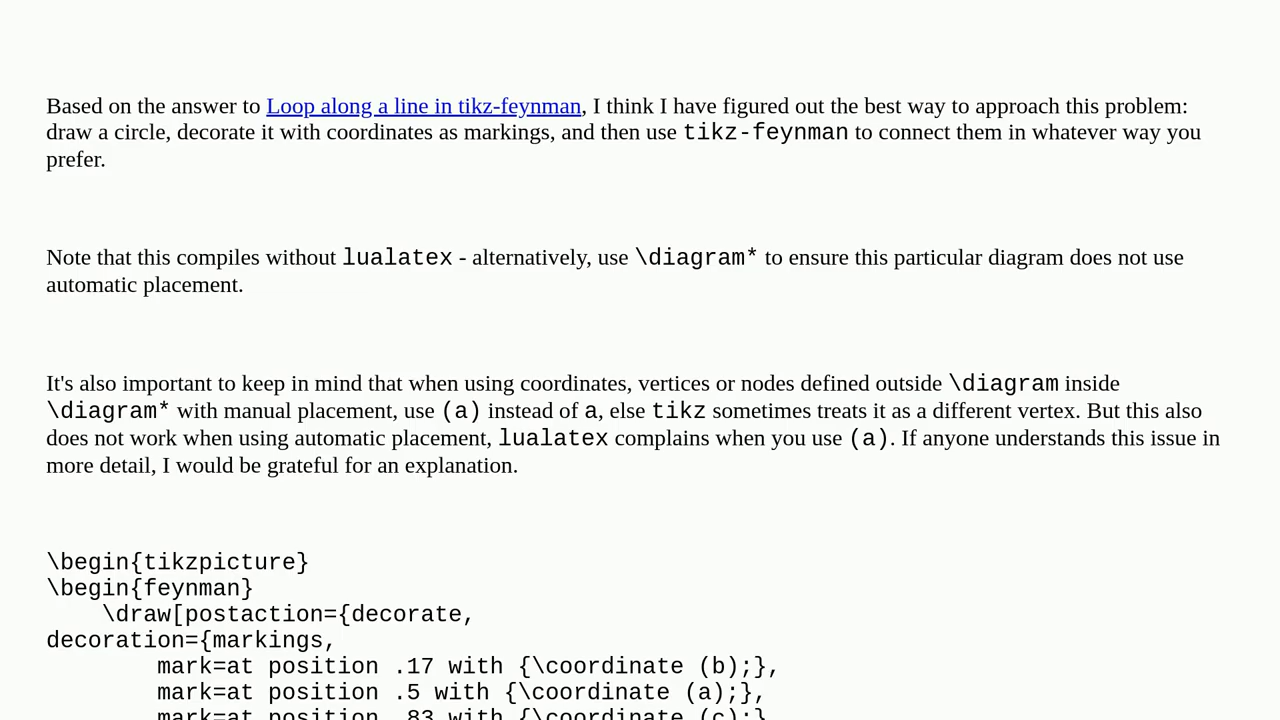 Based on the answer to Loop along a line in tikz-feynman, I think I have figured out the best way to approach this problem:
draw a circle, decorate it with coordinates as markings, and then use tikz-feynman to connect them in whatever way you
prefer.
Note that this compiles without lualatex - alternatively, use \diagram* to ensure this particular diagram does not use
automatic placement.
It's also important to keep in mind that when using coordinates, vertices or nodes defined outside \diagram inside
\diagram* with manual placement, use (a) instead of a, else tikz sometimes treats it as a different vertex. But this also
does not work when using automatic placement, lualatex complains when you use (a). If anyone understands this issue in
more detail, I would be grateful for an explanation.
\begin{tikzpicture}
\begin{feynman}
    \draw[postaction={decorate,
decoration={markings,
        mark=at position .17 with {\coordinate (b);},
        mark=at position .5 with {\coordinate (a);},
        mark=at position .83 with {\coordinate (c);}